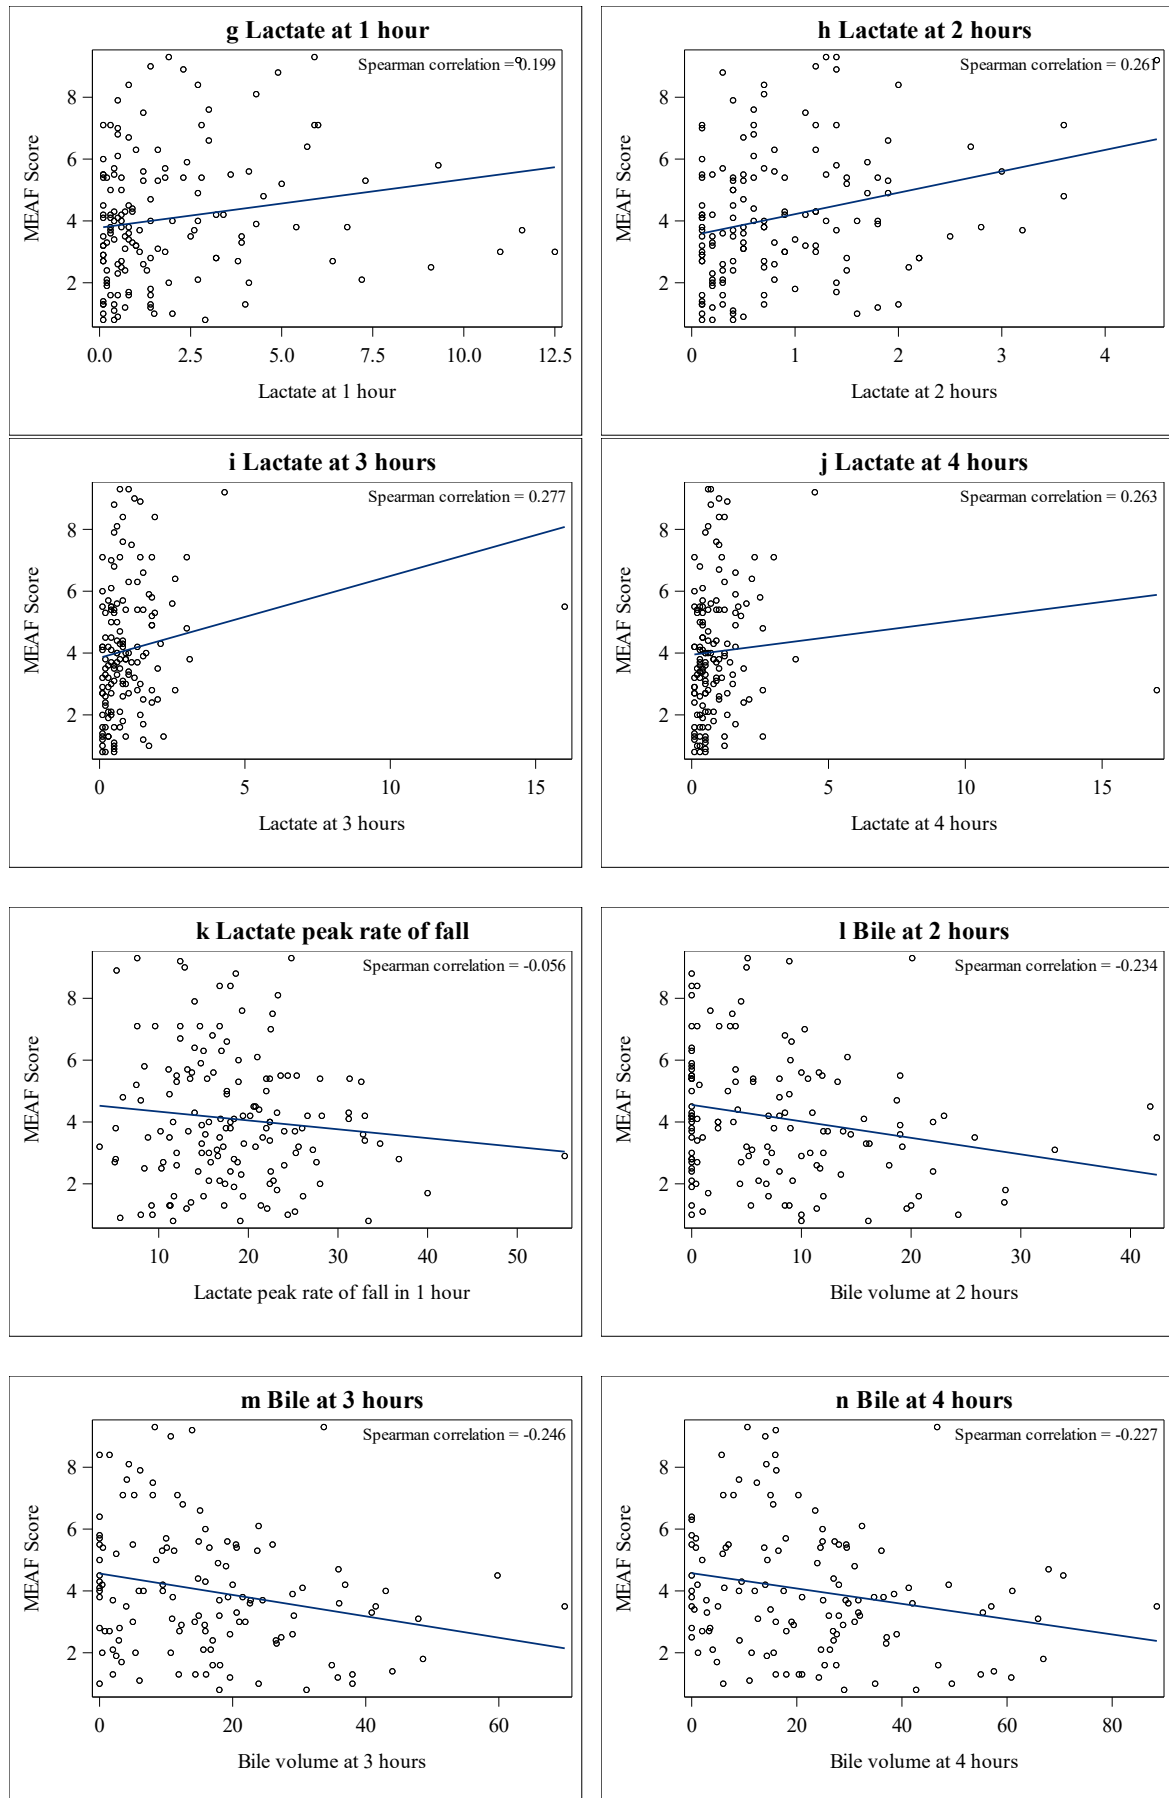 g Lactate at 1 hour
Spearman correlation = 0.199
MEAF Score
8
6
4
2
0.0 2.5 5.0 7.5 10.0 12.5
Lactate at 1 hour
h Lactate at 2 hours
Spearman correlation = 0.261
MEAF Score
8
6
4
2
0 1 2 3 4
Lactate at 2 hours
i Lactate at 3 hours
Spearman correlation = 0.277
MEAF Score
8
6
4
2
0 5 10 15
Lactate at 3 hours
j Lactate at 4 hours
Spearman correlation = 0.263
MEAF Score
8
6
4
2
0 5 10 15
Lactate at 4 hours
k Lactate peak rate of fall
Spearman correlation = -0.056
MEAF Score
8
6
4
2
10 20 30 40 50
Lactate peak rate of fall in 1 hour
l Bile at 2 hours
Spearman correlation = -0.234
MEAF Score
8
6
4
2
0 10 20 30 40
Bile volume at 2 hours
m Bile at 3 hours
Spearman correlation = -0.246
MEAF Score
8
6
4
2
0 20 40 60
Bile volume at 3 hours
n Bile at 4 hours
Spearman correlation = -0.227
MEAF Score
8
6
4
2
0 20 40 60 80
Bile volume at 4 hours